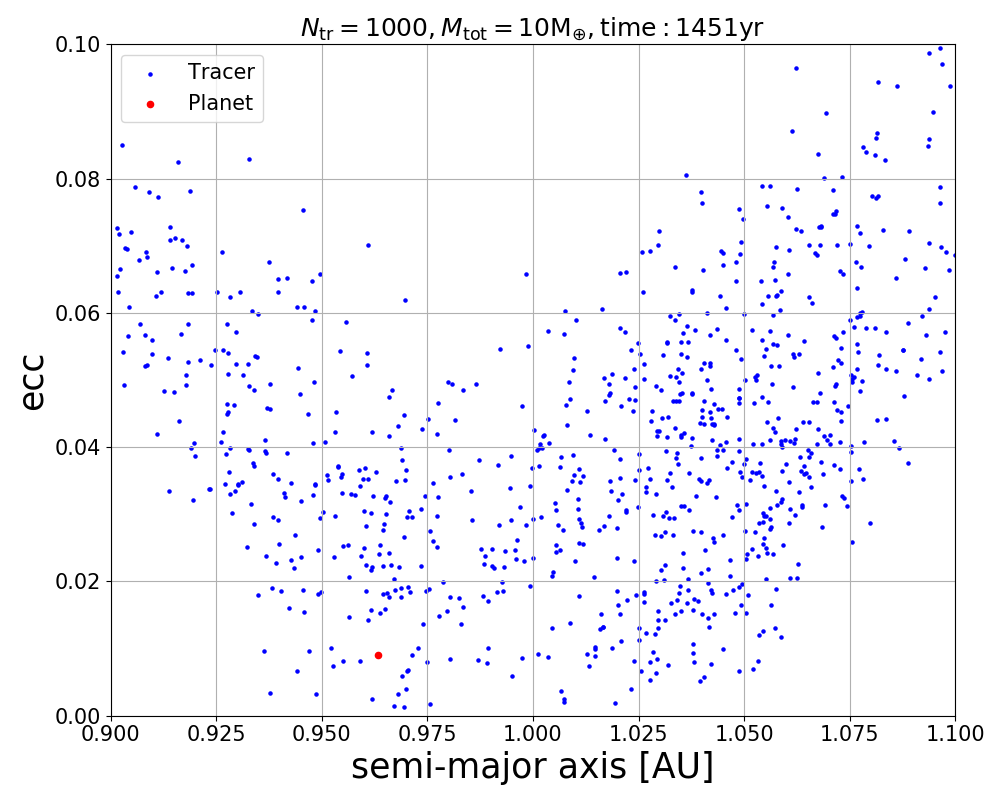 N_tr = 1000, M_tot = 10M_⊕, time : 1451yr
Tracer
Planet
0.10
0.08
0.06
0.04
0.02
0.00
ecc
0.900 0.925 0.950 0.975 1.000 1.025 1.050 1.075 1.100
semi-major axis [AU]